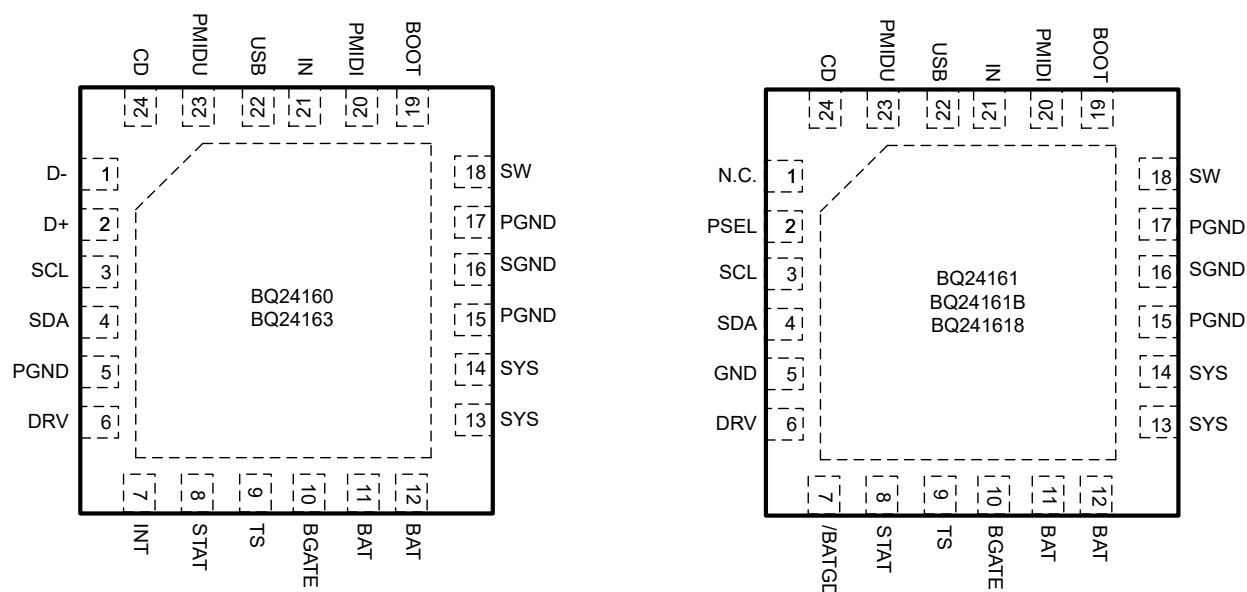 CD
PMIDU
USB
IN
PMIDI
BOOT
24
23
22
21
20
19
D- 1
D+ 2
SCL 3
SDA 4
PGND 5
DRV 6
BQ24160
BQ24163
18 SW
17 PGND
16 SGND
15 PGND
14 SYS
13 SYS
7
8
9
10
11
12
INT
STAT
TS
BGATE
BAT
BAT
CD
PMIDU
USB
IN
PMIDI
BOOT
24
23
22
21
20
19
N.C. 1
PSEL 2
SCL 3
SDA 4
GND 5
DRV 6
BQ24161
BQ24161B
BQ241618
18 SW
17 PGND
16 SGND
15 PGND
14 SYS
13 SYS
7
8
9
10
11
12
/BATGD
STAT
TS
BGATE
BAT
BAT